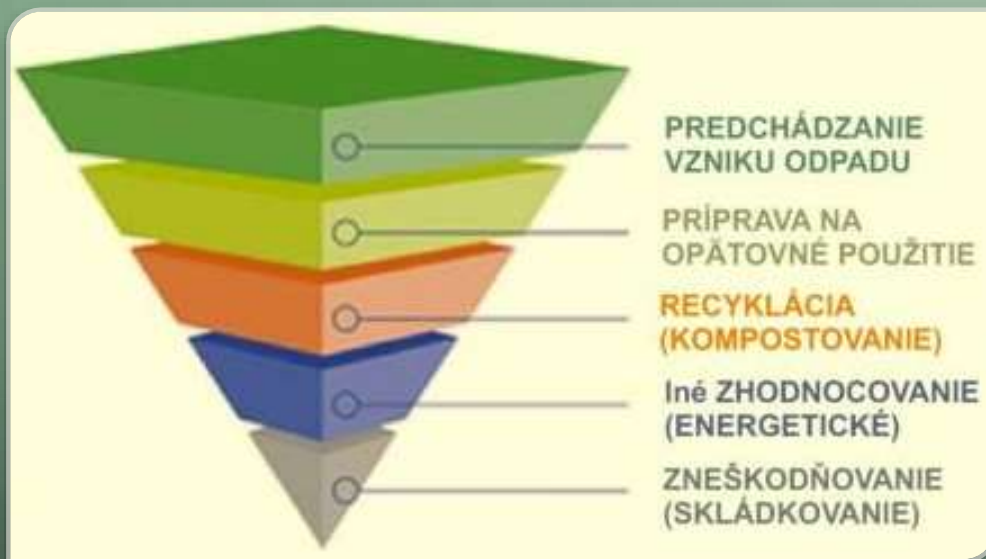 PREDCHÁDZANIE
VZNIKU ODPADU
PRÍPRAVA NA
OPÄTOVNÉ POUŽITIE
RECYKLÁCIA
(KOMPOSTOVANIE)
Iné ZHODNOCOVANIE
(ENERGETICKÉ)
ZNEŠKODŇOVANIE
(SKLÁDKOVANIE)